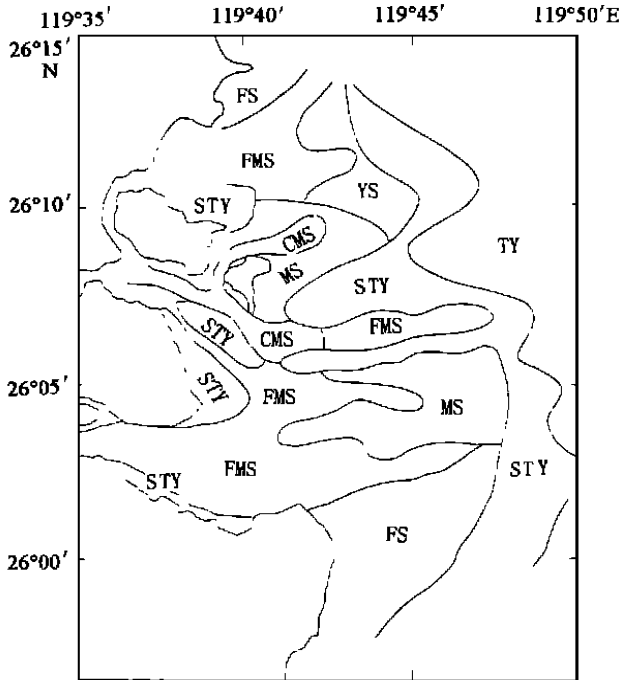 119°35′ 119°40′ 119°45′ 119°50′E
26°15′
N
FS
FMS
YS
STY
26°10′
CMS
TY
MS
STY
FMS
STY
CMS
26°05′
STY
FMS
MS
FMS
STY
STY
FS
26°00′